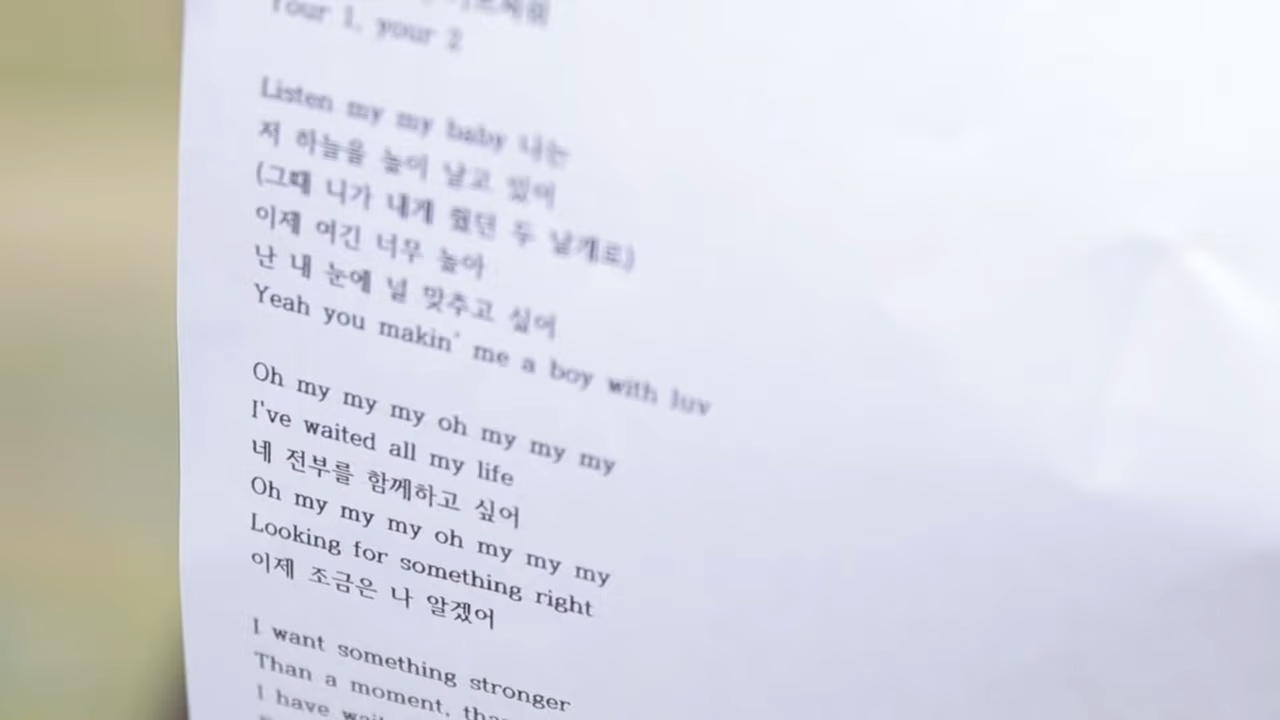 Your 1, your 2
Listen my my baby 나는
저 하늘을 높이 날고 있어
(그때 니가 내게 줬던 두 날개로)
이제 여긴 너무 높아
난 내 눈에 널 맞추고 싶어
Yeah you makin' me a boy with luv
Oh my my my oh my my my
I've waited all my life
네 전부를 함께하고 싶어
Oh my my my oh my my my
Looking for something right
이제 조금은 나 알겠어
I want something stronger
Than a moment,
I have